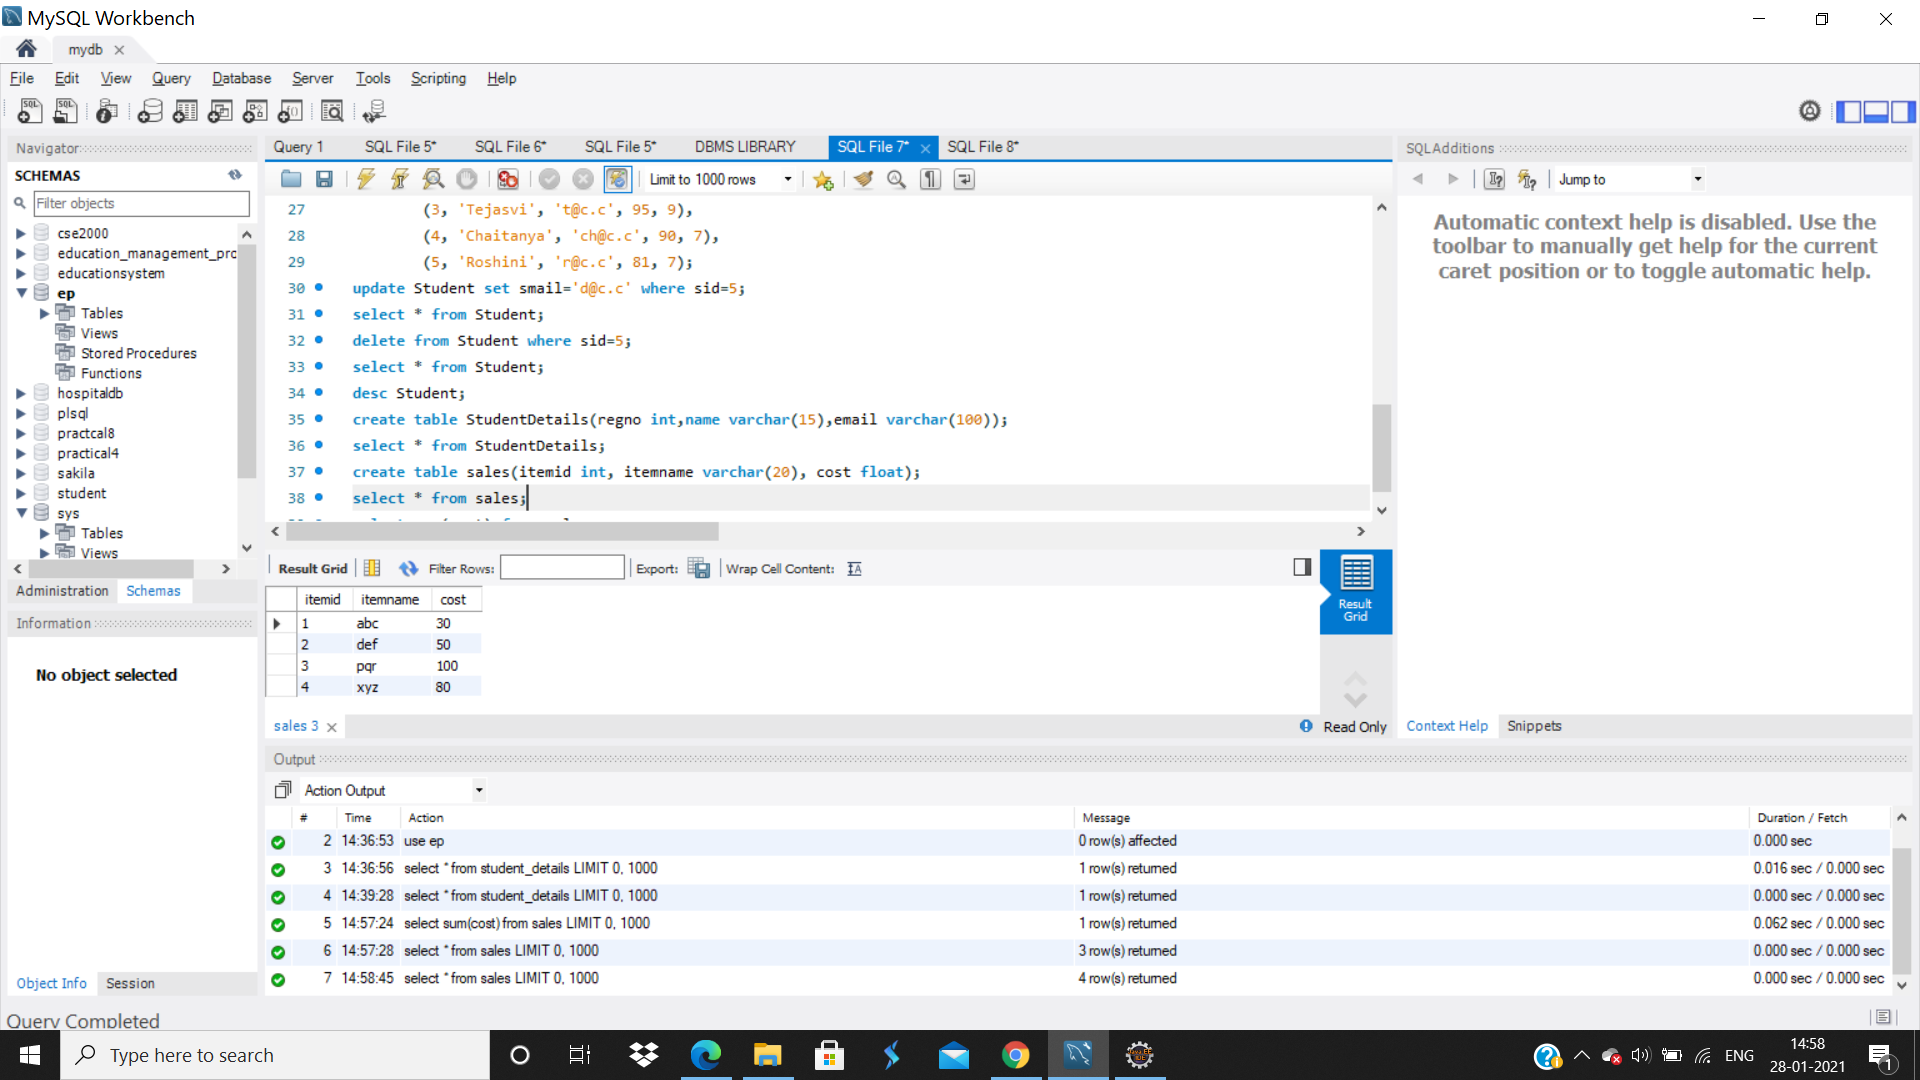 MySQL Workbench
mydb
File Edit View Query Database Server Tools Scripting Help
Navigator
SCHEMAS
Filter objects
cse2000
education_management_pro
educationsystem
ep
Tables
Views
Stored Procedures
Functions
hospitaldb
plsql
practcal8
practical4
sakila
student
sys
Tables
Views
Administration Schemas
Information
No object selected
Object Info Session
Query Completed
Query 1 SQL File 5* SQL File 6* SQL File 5* DBMS LIBRARY SQL File 7* SQL File 8*
Limit to 1000 rows
27 (3, 'Tejasvi', 't@c.c', 95, 9),
28 (4, 'Chaitanya', 'ch@c.c', 90, 7),
29 (5, 'Roshini', 'r@c.c', 81, 7);
30 update Student set smail='d@c.c' where sid=5;
31 select * from Student;
32 delete from Student where sid=5;
33 select * from Student;
34 desc Student;
35 create table StudentDetails(regno int,name varchar(15),email varchar(100));
36 select * from StudentDetails;
37 create table sales(itemid int, itemname varchar(20), cost float);
38 select * from sales;
Result Grid Filter Rows: Export: Wrap Cell Content:
itemid itemname cost
1 abc 30
2 def 50
3 pqr 100
4 xyz 80
Result
Grid
sales 3
Read Only
SQLAdditions
Jump to
Automatic context help is disabled. Use the
toolbar to manually get help for the current
caret position or to toggle automatic help.
Context Help Snippets
Output
Action Output
# Time Action Message Duration / Fetch
2 14:36:53 use ep 0 row(s) affected 0.000 sec
3 14:36:56 select * from student_details LIMIT 0, 1000 1 row(s) returned 0.016 sec / 0.000 sec
4 14:39:28 select * from student_details LIMIT 0, 1000 1 row(s) returned 0.000 sec / 0.000 sec
5 14:57:24 select sum(cost) from sales LIMIT 0, 1000 1 row(s) returned 0.062 sec / 0.000 sec
6 14:57:28 select * from sales LIMIT 0, 1000 3 row(s) returned 0.000 sec / 0.000 sec
7 14:58:45 select * from sales LIMIT 0, 1000 4 row(s) returned 0.000 sec / 0.000 sec
Type here to search
ENG
14:58
28-01-2021
1